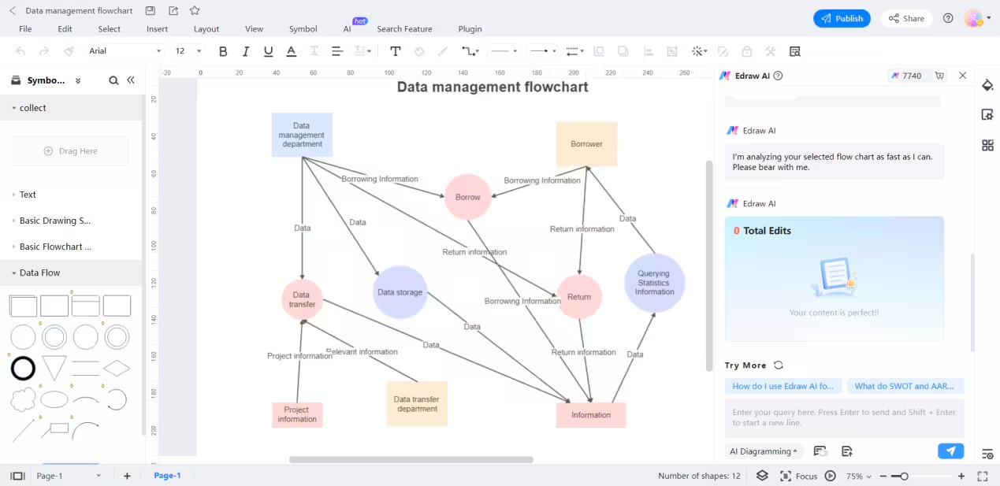 Data management flowchart
File Edit Select Insert Layout View Symbol AI hot Search Feature Plugin
Publish Share
Arial 12
Symbo...
collect
Drag Here
Text
Basic Drawing S...
Basic Flowchart ...
Data Flow
-20 0 20 40 60 80 100 120 140 160 180 200 220 240 260
20
40
60
80
100
120
140
160
180
200
Data management flowchart
Data
management
department
Borrower
Borrowing Information
Borrowing Information
Borrow
Data
Data
Data
Return information
Return information
Data
transfer
Data storage
Borrowing Information
Return
Querying
Statistics
Information
Data
Data
Project information
Relevant information
Return information
Data
Project
information
Data transfer
department
Information
Edraw AI
7740
Edraw AI
I'm analyzing your selected flow chart as fast as I can.
Please bear with me.
Edraw AI
0 Total Edits
Your content is perfect!!
Try More
How do I use Edraw AI fo...
What do SWOT and AAR...
Enter your query here. Press Enter to send and Shift + Enter
to start a new line.
AI Diagramming
Page-1
Page-1
Number of shapes: 12
Focus
75%